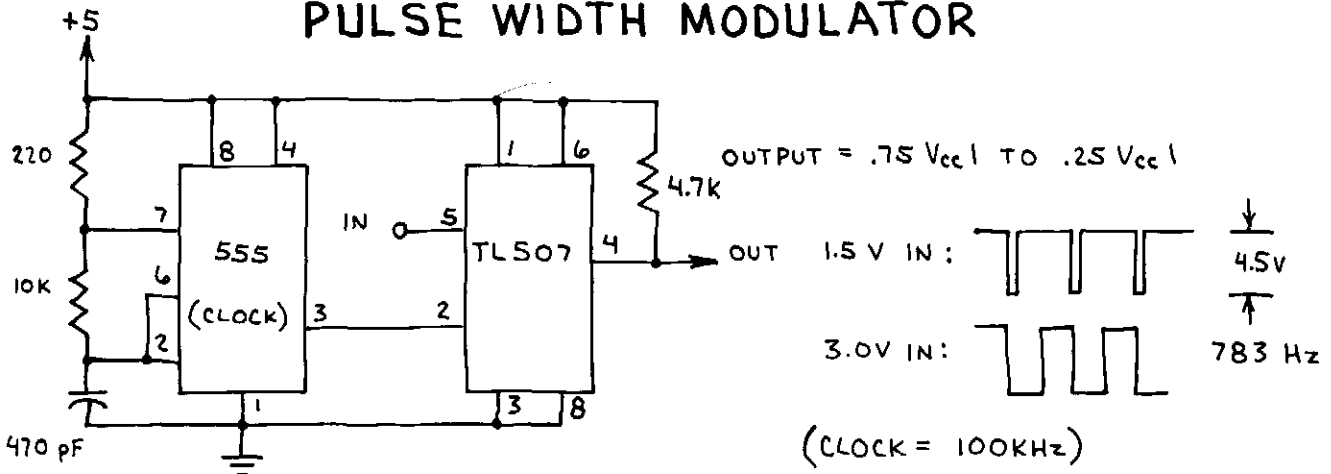 PULSE WIDTH MODULATOR
+5
220
10K
470 pF
8
4
7
6
2
555
(CLOCK)
3
1
IN
5
2
1
6
TL507
4
3
8
4.7K
OUT
OUTPUT = .75 Vcc1 TO .25 Vcc1
1.5 V IN:
4.5V
3.0V IN:
783 Hz
(CLOCK = 100KHz)